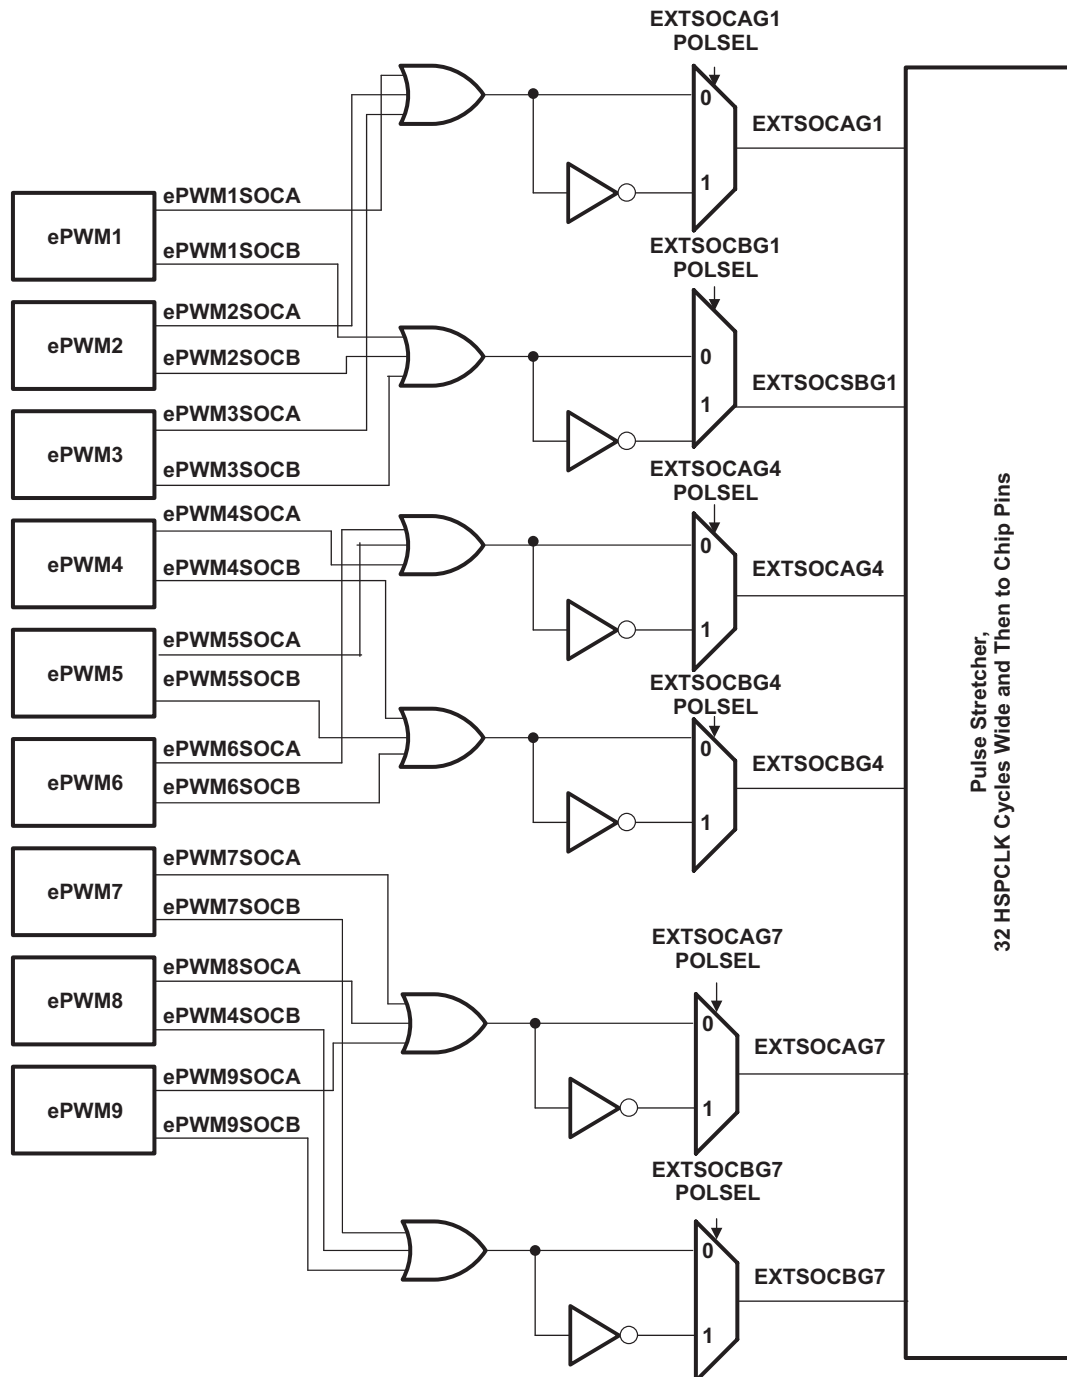 EXTSOCAG1
POLSEL
0
EXTSOCAG1
1
ePWM1
ePWM1SOCA
ePWM1SOCB
EXTSOCBG1
POLSEL
0
1
EXTSOCSBG1
ePWM2
ePWM2SOCA
ePWM2SOCB
ePWM3
ePWM3SOCA
ePWM3SOCB
EXTSOCAG4
POLSEL
0
EXTSOCAG4
1
ePWM4
ePWM4SOCA
ePWM4SOCB
ePWM5
ePWM5SOCA
ePWM5SOCB
EXTSOCBG4
POLSEL
0
EXTSOCBG4
1
ePWM6
ePWM6SOCA
ePWM6SOCB
ePWM7
ePWM7SOCA
ePWM7SOCB
EXTSOCAG7
POLSEL
0
EXTSOCAG7
1
ePWM8
ePWM8SOCA
ePWM4SOCB
ePWM9
ePWM9SOCA
ePWM9SOCB
EXTSOCBG7
POLSEL
0
EXTSOCBG7
1
Pulse Stretcher,
32 HSPCLK Cycles Wide and Then to Chip Pins